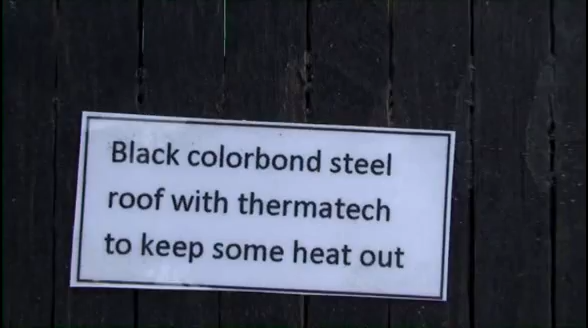 Black colorbond steel
roof with thermatech
to keep some heat out